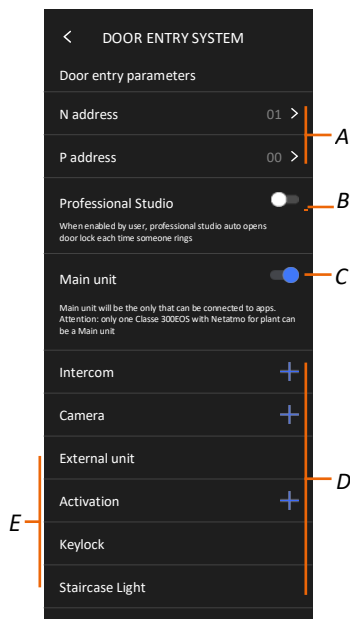 DOOR ENTRY SYSTEM
Door entry parameters
N address 01
A
P address 00
Professional Studio
B
When enabled by user, professional studio auto opens
door lock each time someone rings
Main unit
C
Main unit will be the only that can be connected to apps.
Attention: only one Classe 300EOS with Netatmo for plant can
be a Main unit
Intercom
Camera
External unit
D
Activation
E
Keylock
Staircase Light